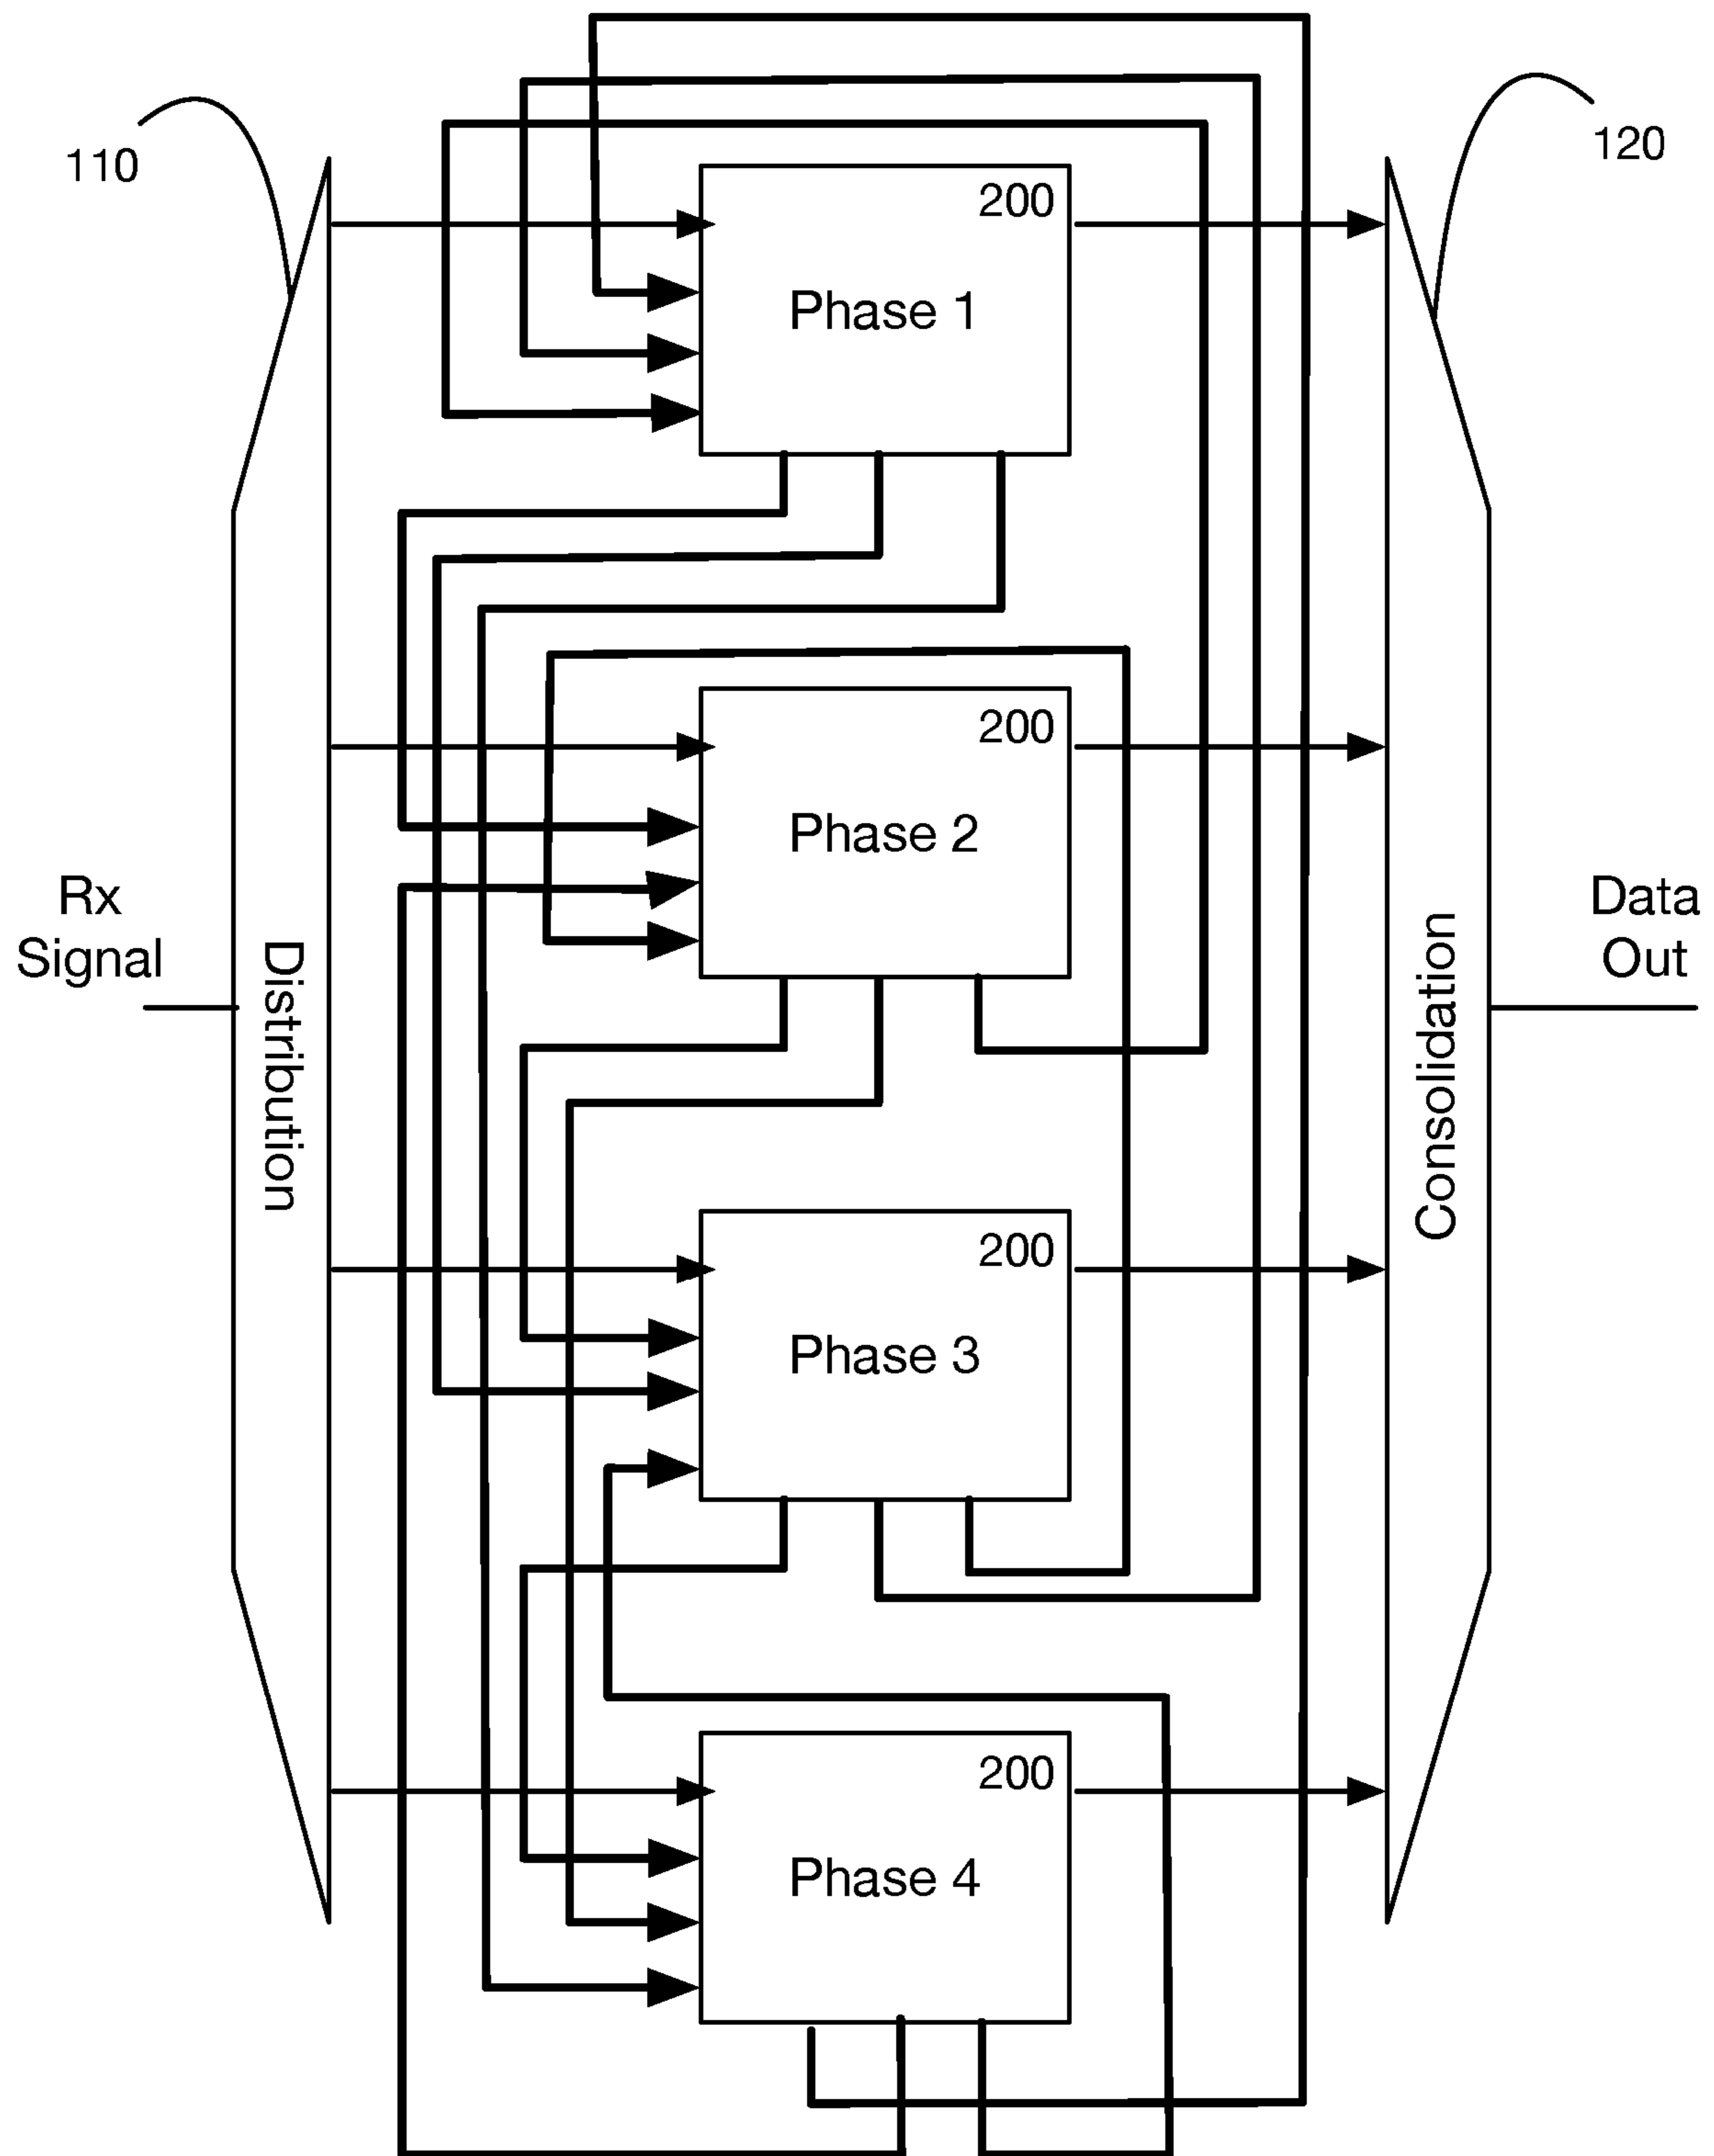 110
120
200
Phase 1
200
Phase 2
Rx
Signal
Distribution
Consolidation
Data
Out
200
Phase 3
200
Phase 4